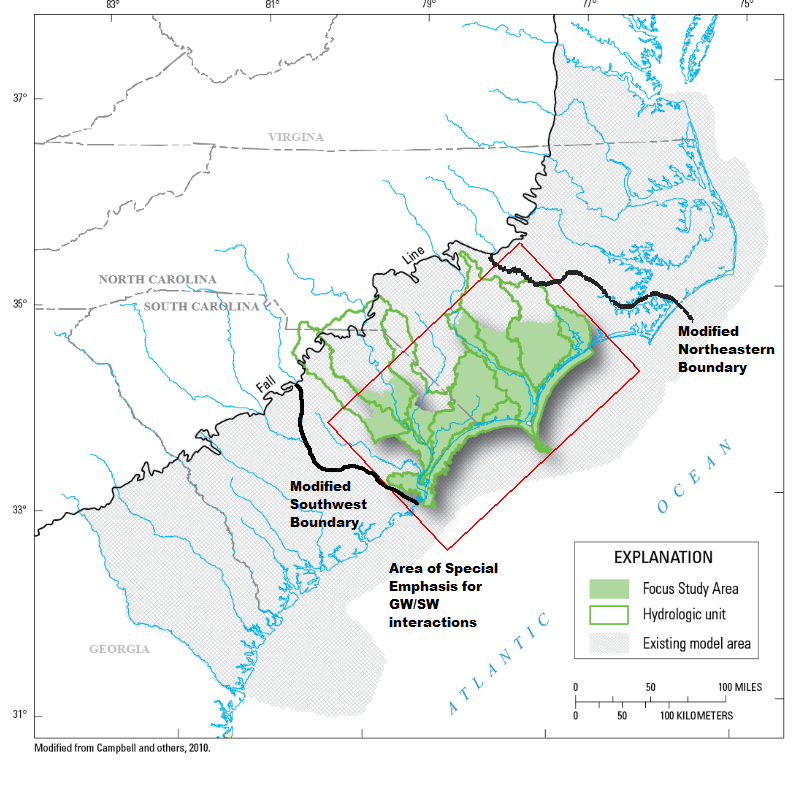 83°
81°
79°
77°
75°
37°
VIRGINIA
Line
NORTH CAROLINA
35°
SOUTH CAROLINA
Modified
Northeastern
Boundary
Fall
OCEAN
Modified
Southwest
Boundary
33°
EXPLANATION
Focus Study Area
Hydrologic unit
Existing model area
Area of Special
Emphasis for
GW/SW
interactions
ATLANTIC
GEORGIA
0 50 100 MILES
0 50 100 KILOMETERS
31°
Modified from Campbell and others, 2010.